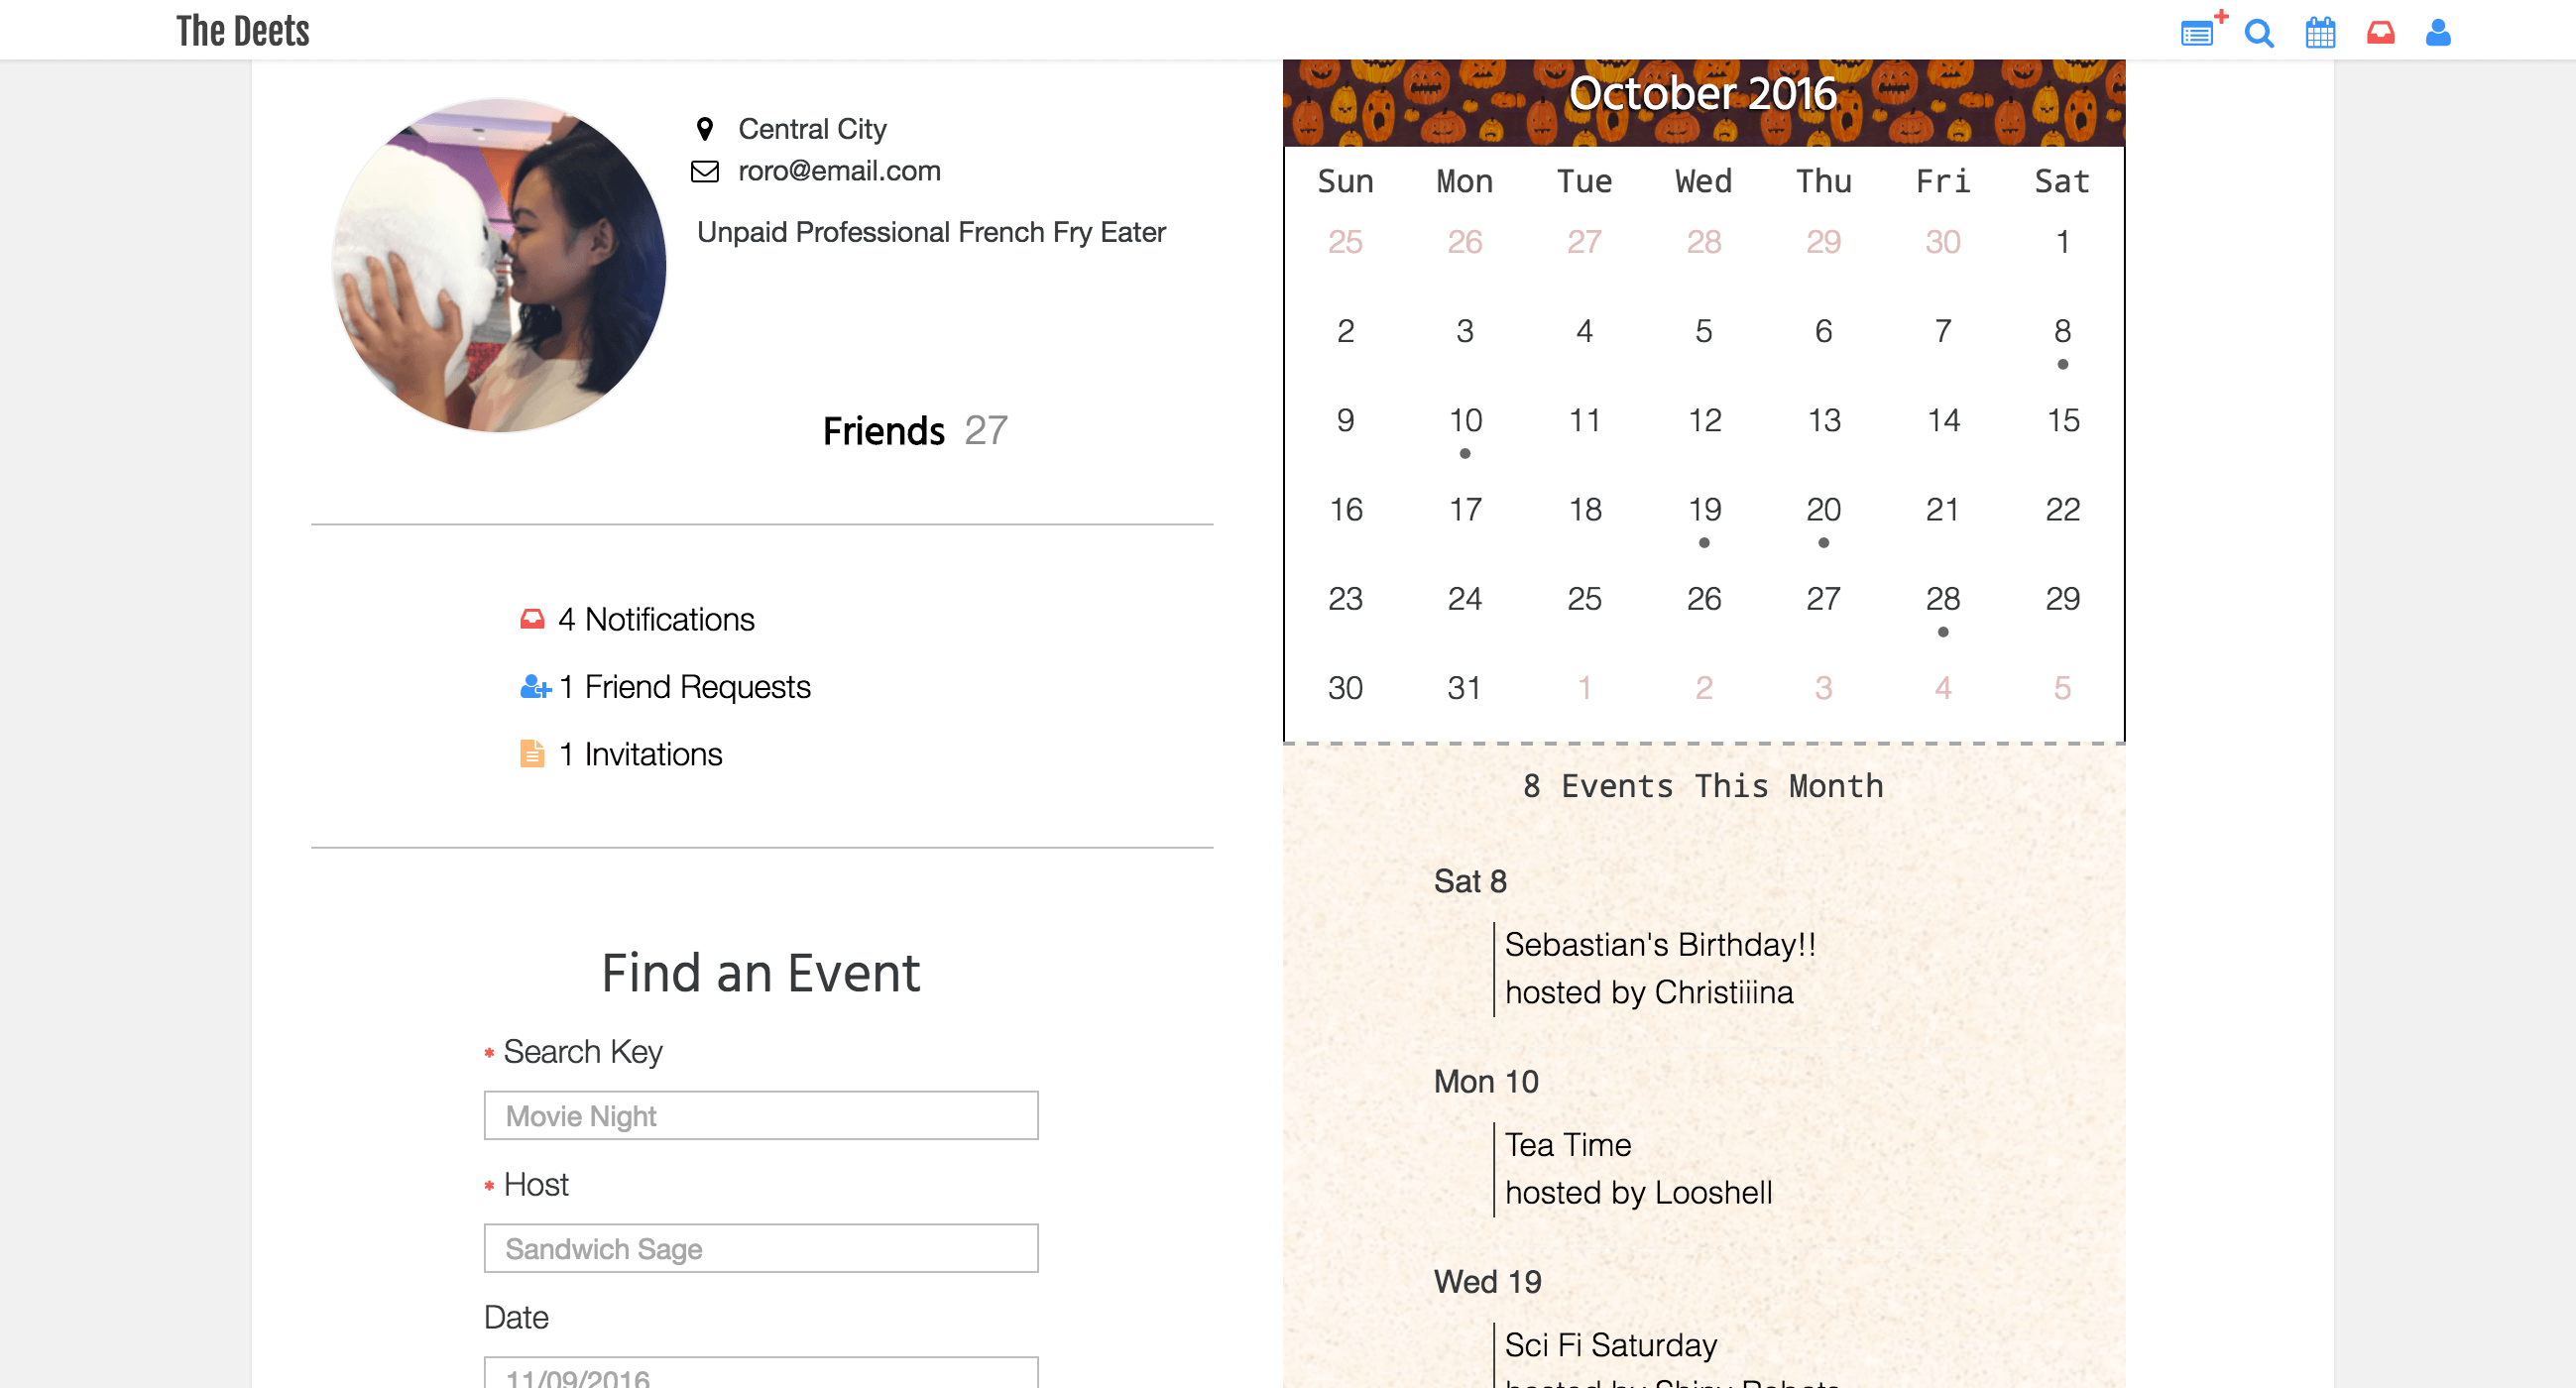 The Deets
Central City
roro@email.com
Unpaid Professional French Fry Eater
Friends 27
4 Notifications
1 Friend Requests
1 Invitations
Find an Event
* Search Key
Movie Night
* Host
Sandwich Sage
Date
11/09/2016
October 2016
Sun Mon Tue Wed Thu Fri Sat
25 26 27 28 29 30 1
2 3 4 5 6 7 8
9 10 11 12 13 14 15
16 17 18 19 20 21 22
23 24 25 26 27 28 29
30 31 1 2 3 4 5
8 Events This Month
Sat 8
Sebastian's Birthday!!
hosted by Christiiina
Mon 10
Tea Time
hosted by Looshell
Wed 19
Sci Fi Saturday
hosted by Shiny Robots